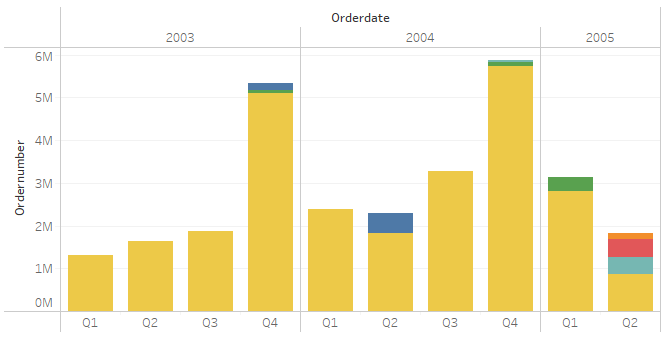 Orderdate
2003 2004 2005
6M
5M
4M
3M
2M
1M
0M
Ordernumber
Q1 Q2 Q3 Q4 Q1 Q2 Q3 Q4 Q1 Q2